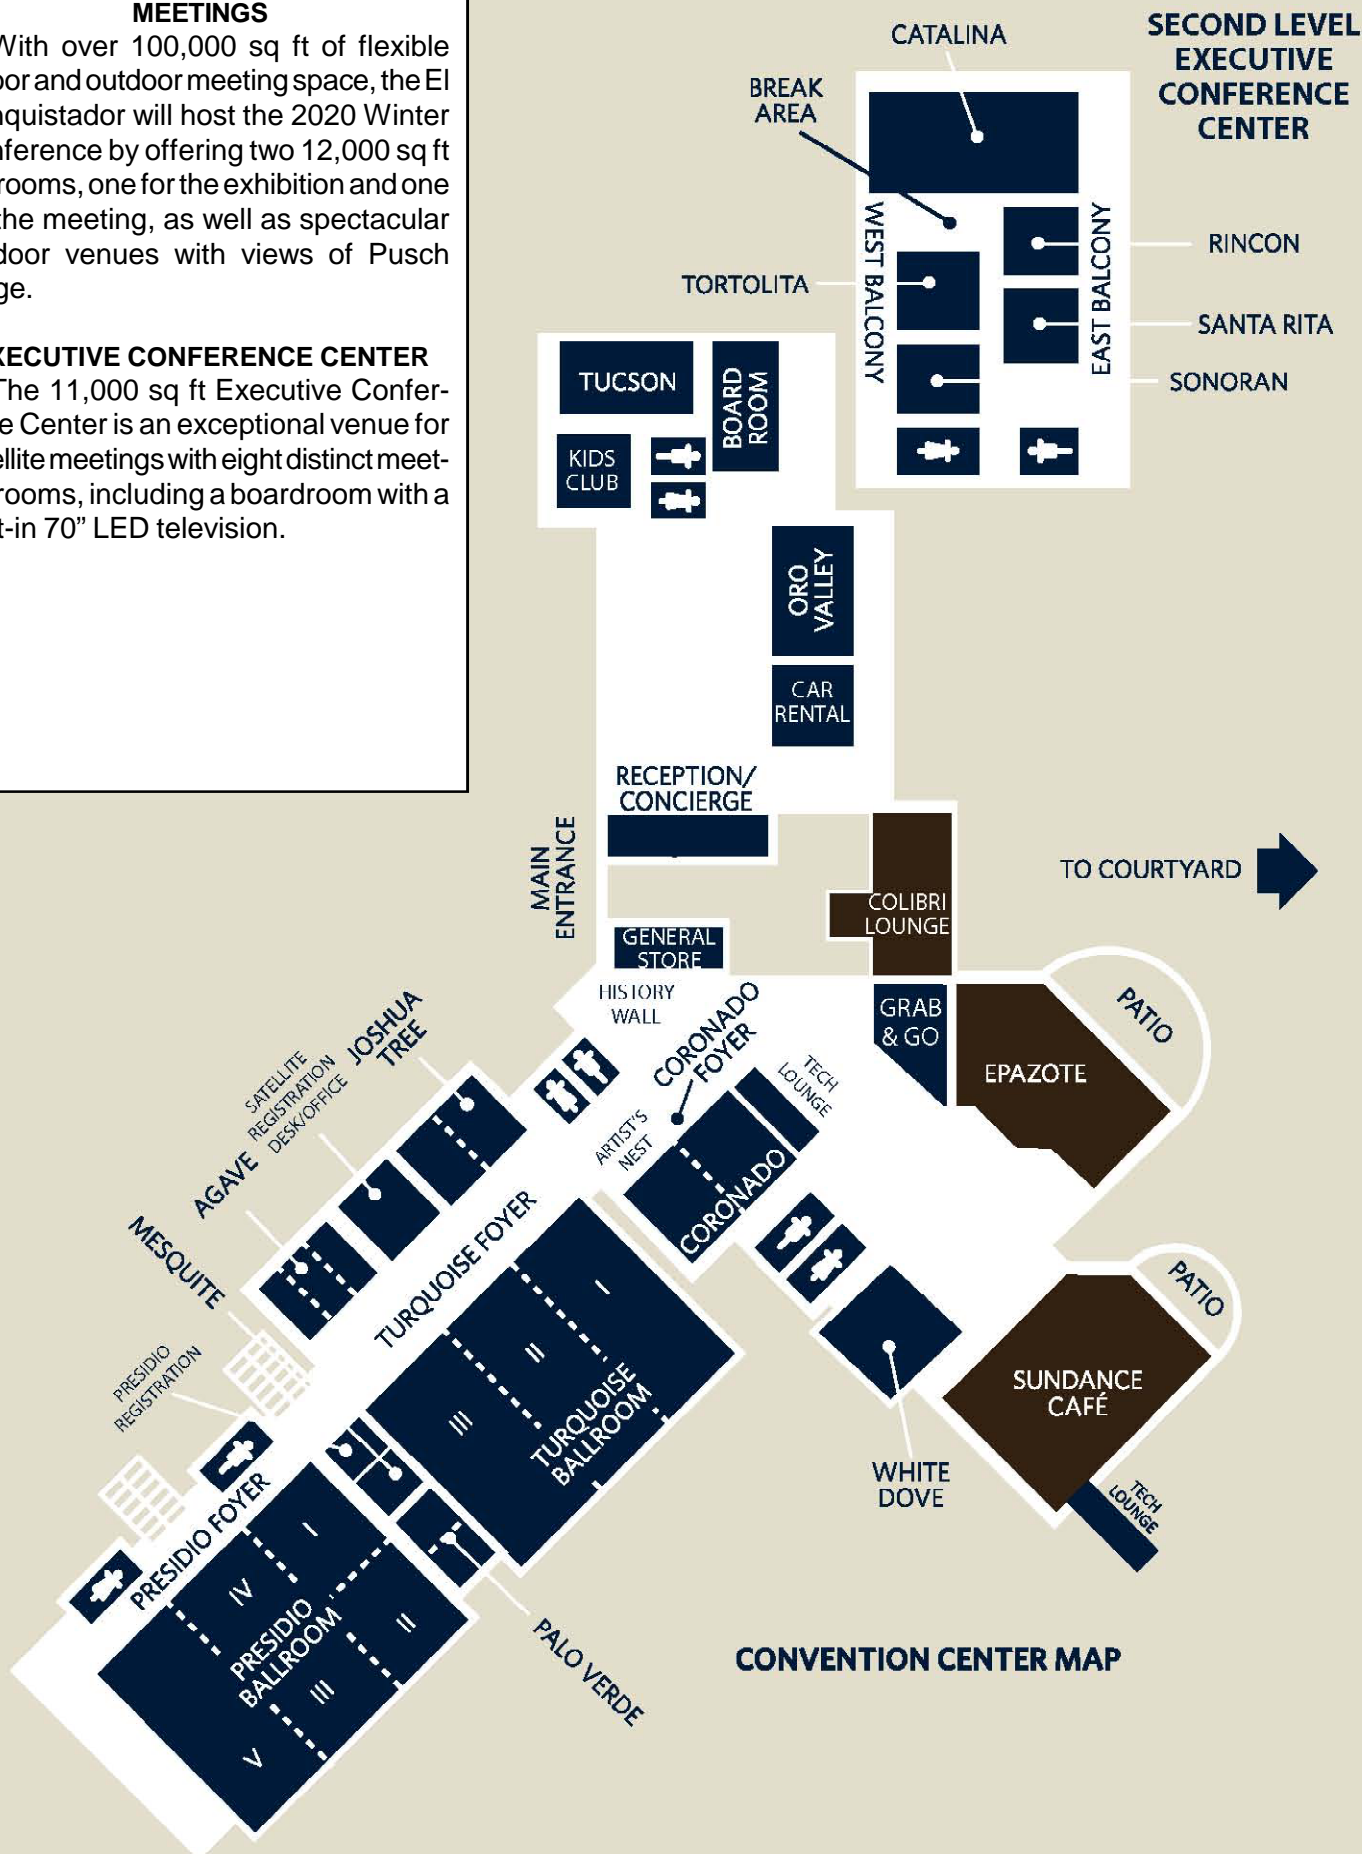 MEETINGS
With over 100,000 sq ft of flexible
oor and outdoor meeting space, the El
nquistador will host the 2020 Winter
nference by offering two 12,000 sq ft
rooms, one for the exhibition and one
the meeting, as well as spectacular
door venues with views of Pusch
ge.
XECUTIVE CONFERENCE CENTER
The 11,000 sq ft Executive Confer-
e Center is an exceptional venue for
ellite meetings with eight distinct meet-
rooms, including a boardroom with a
t-in 70” LED television.
SECOND LEVEL
EXECUTIVE
CONFERENCE
CENTER
CATALINA
BREAK
AREA
WEST BALCONY
EAST BALCONY
RINCON
TORTOLITA
SANTA RITA
SONORAN
TUCSON
BOARD
ROOM
KIDS
CLUB
ORO
VALLEY
CAR
RENTAL
RECEPTION/
CONCIERGE
MAIN
ENTRANCE
COLIBRI
LOUNGE
TO COURTYARD
GENERAL
STORE
HISTORY
WALL
CORONADO
FOYER
GRAB
& GO
EPAZOTE
PATIO
JOSHUA
TREE
SATELLITE
REGISTRATION
DESK/OFFICE
AGAVE
MESQUITE
TECH
LOUNGE
ARTIST'S
NEST
CORONADO
TURQUOISE FOYER
I
II
III
TURQUOISE
BALLROOM
PATIO
SUNDANCE
CAFÉ
WHITE
DOVE
TECH
LOUNGE
PRESIDIO
REGISTRATION
PRESIDIO FOYER
I
IV
II
PRESIDIO
BALLROOM
III
V
PALO VERDE
CONVENTION CENTER MAP